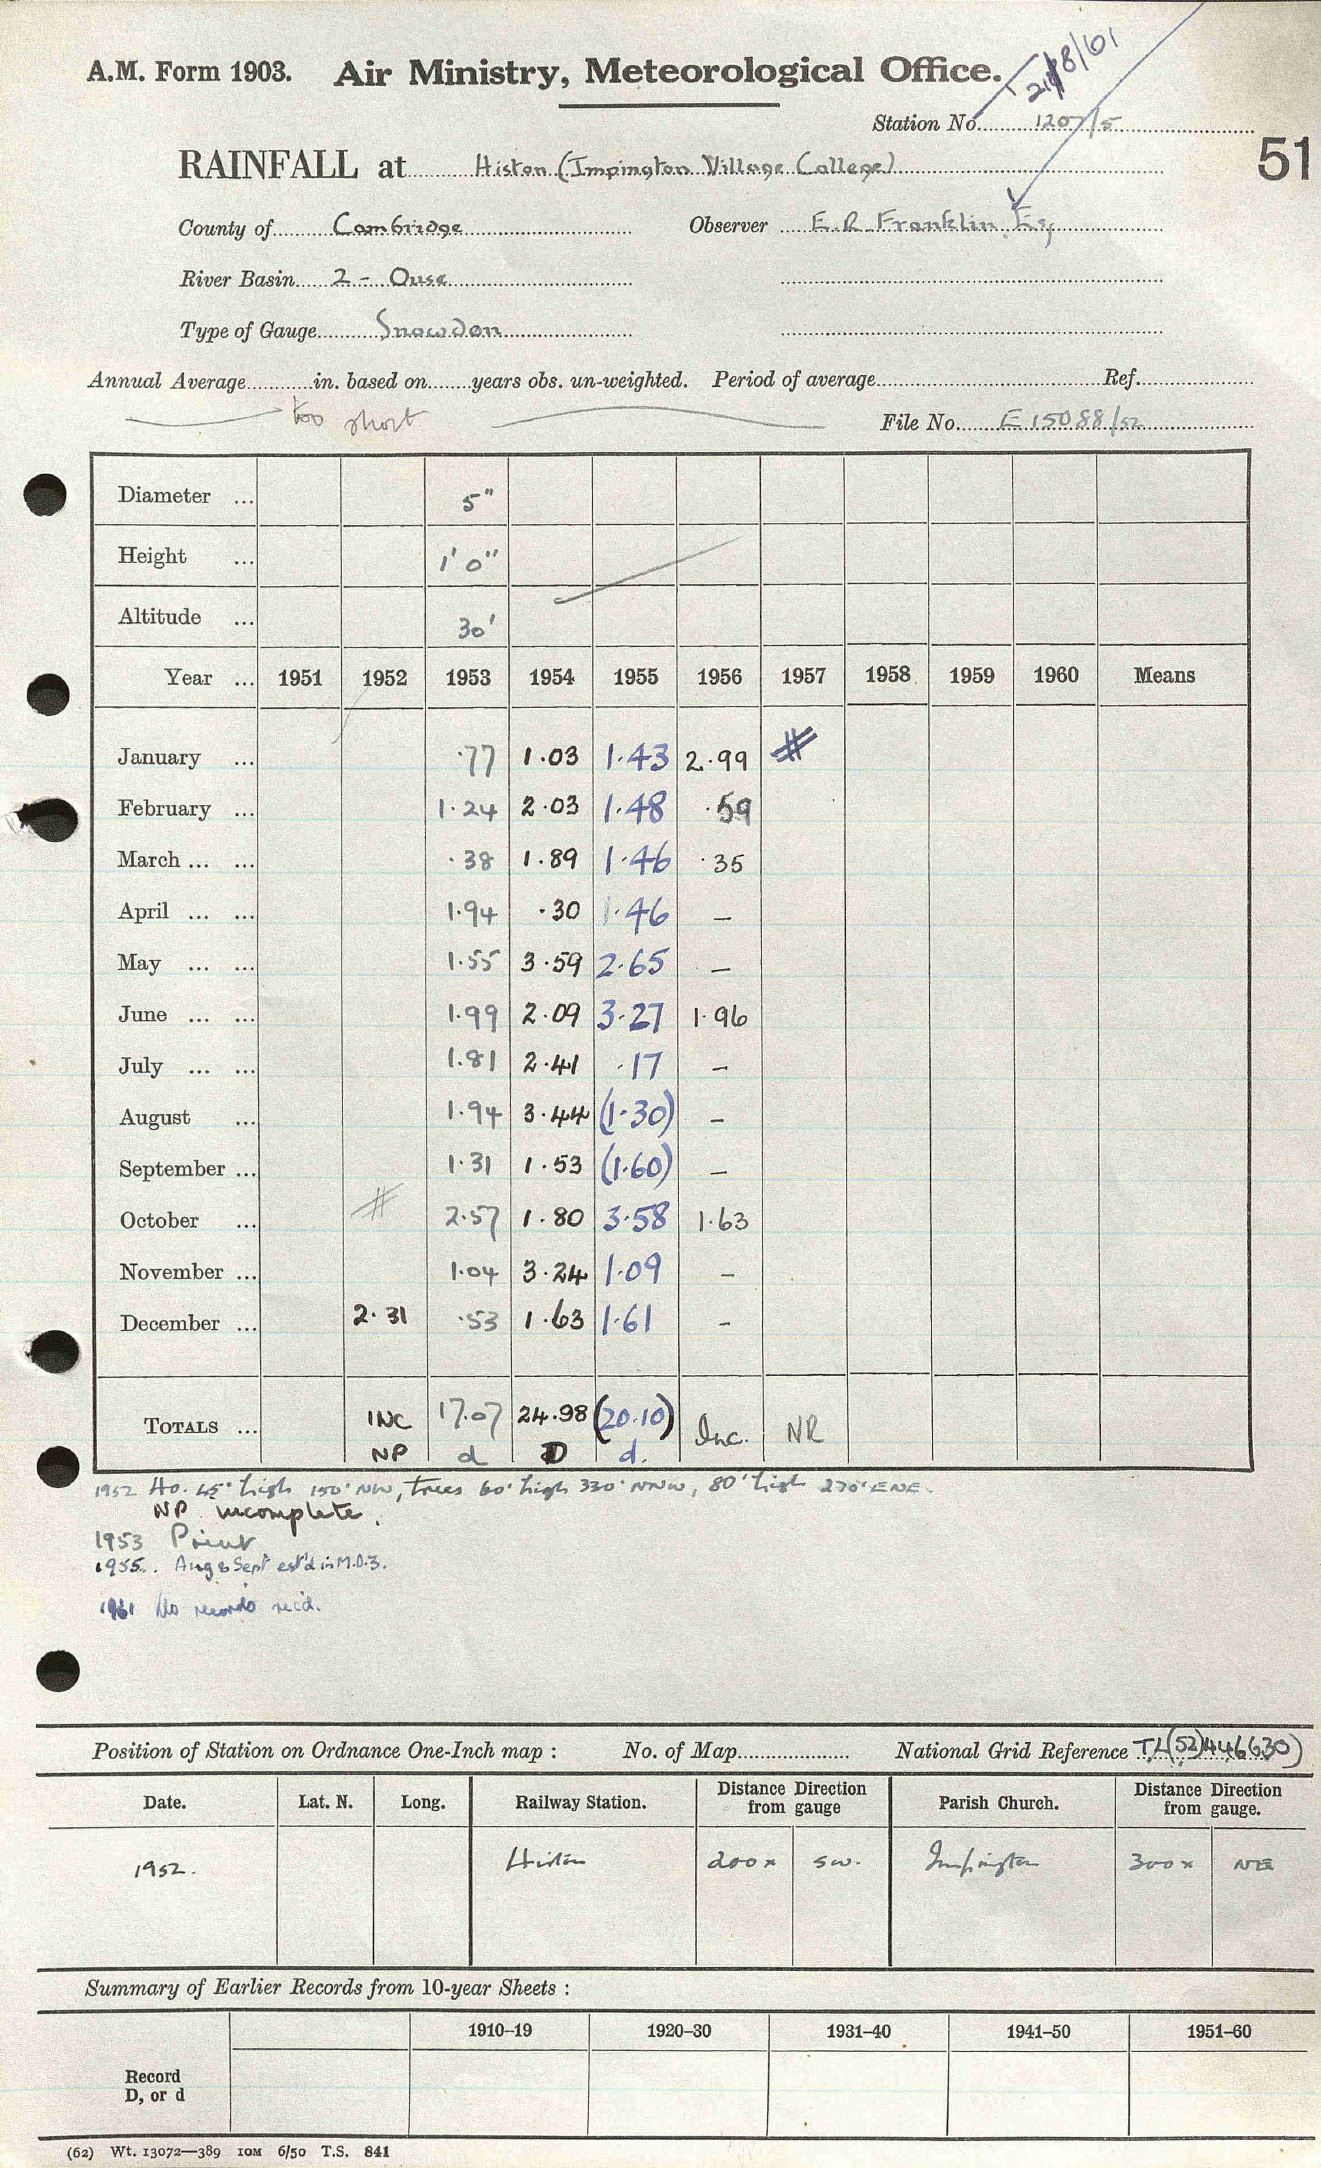 A.M. Form 1903. Air Ministry, Meteorological Office.
21/8/61
Station No. 1207/5
51
RAINFALL at Histon (Impington Village College)
County of Cambridge Observer E.R. Franklin, Esq
River Basin 2 - Ouse
Type of Gauge Snowdon
Annual Average in. based on years obs. un-weighted. Period of average Ref.
too short
File No. E 15088/52
Diameter ... 5"
Height ... 1' 0"
Altitude ... 30'
Year ... 1951 1952 1953 1954 1955 1956 1957 1958 1959 1960 Means
January ... .77 1.03 1.43 2.99 #
February ... 1.24 2.03 1.48 .59
March ... ... .38 1.89 1.46 .35
April ... ... 1.94 .30 1.46 –
May ... ... 1.55 3.59 2.65 –
June ... ... 1.99 2.09 3.27 1.96
July ... ... 1.81 2.41 .17 –
August ... 1.94 3.44 (1.30) –
September ... 1.31 1.53 (1.60) –
October ... # 2.57 1.80 3.58 1.63
November ... 1.04 3.24 1.09 –
December ... 2.31 .53 1.63 1.61 –
TOTALS ... INC 17.07 24.98 (20.10) Inc. NR
NP d D d.
1952 Ho. 45' high 150' NW, trees 60' high 330' NNW, 80' high 270' ENE.
NP incomplete.
1953 Print
1955. Aug & Sept est'd in M.O.3.
1961 No records rec'd.
Position of Station on Ordnance One-Inch map : No. of Map National Grid Reference TL(52)446630)
Date. Lat. N. Long. Railway Station. Distance from gauge Direction Parish Church. Distance from gauge. Direction
1952. Histon 200x SW. Impington 300x NE
Summary of Earlier Records from 10-year Sheets :
1910–19 1920–30 1931–40 1941–50 1951–60
Record
D, or d
(62) Wt. 13072—389 10M 6/50 T.S. 841